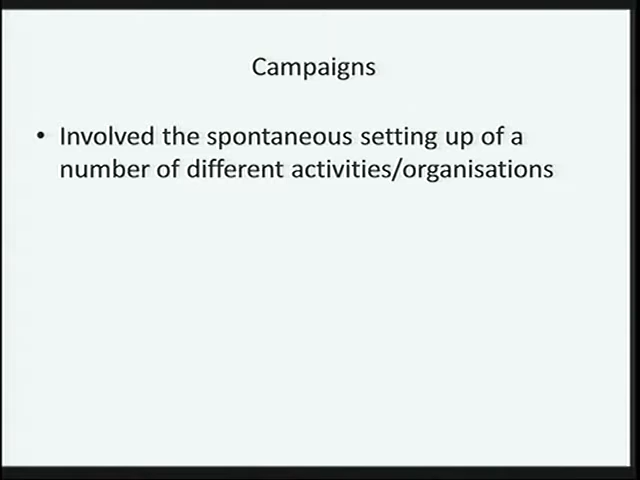 Campaigns
• Involved the spontaneous setting up of a
number of different activities/organisations